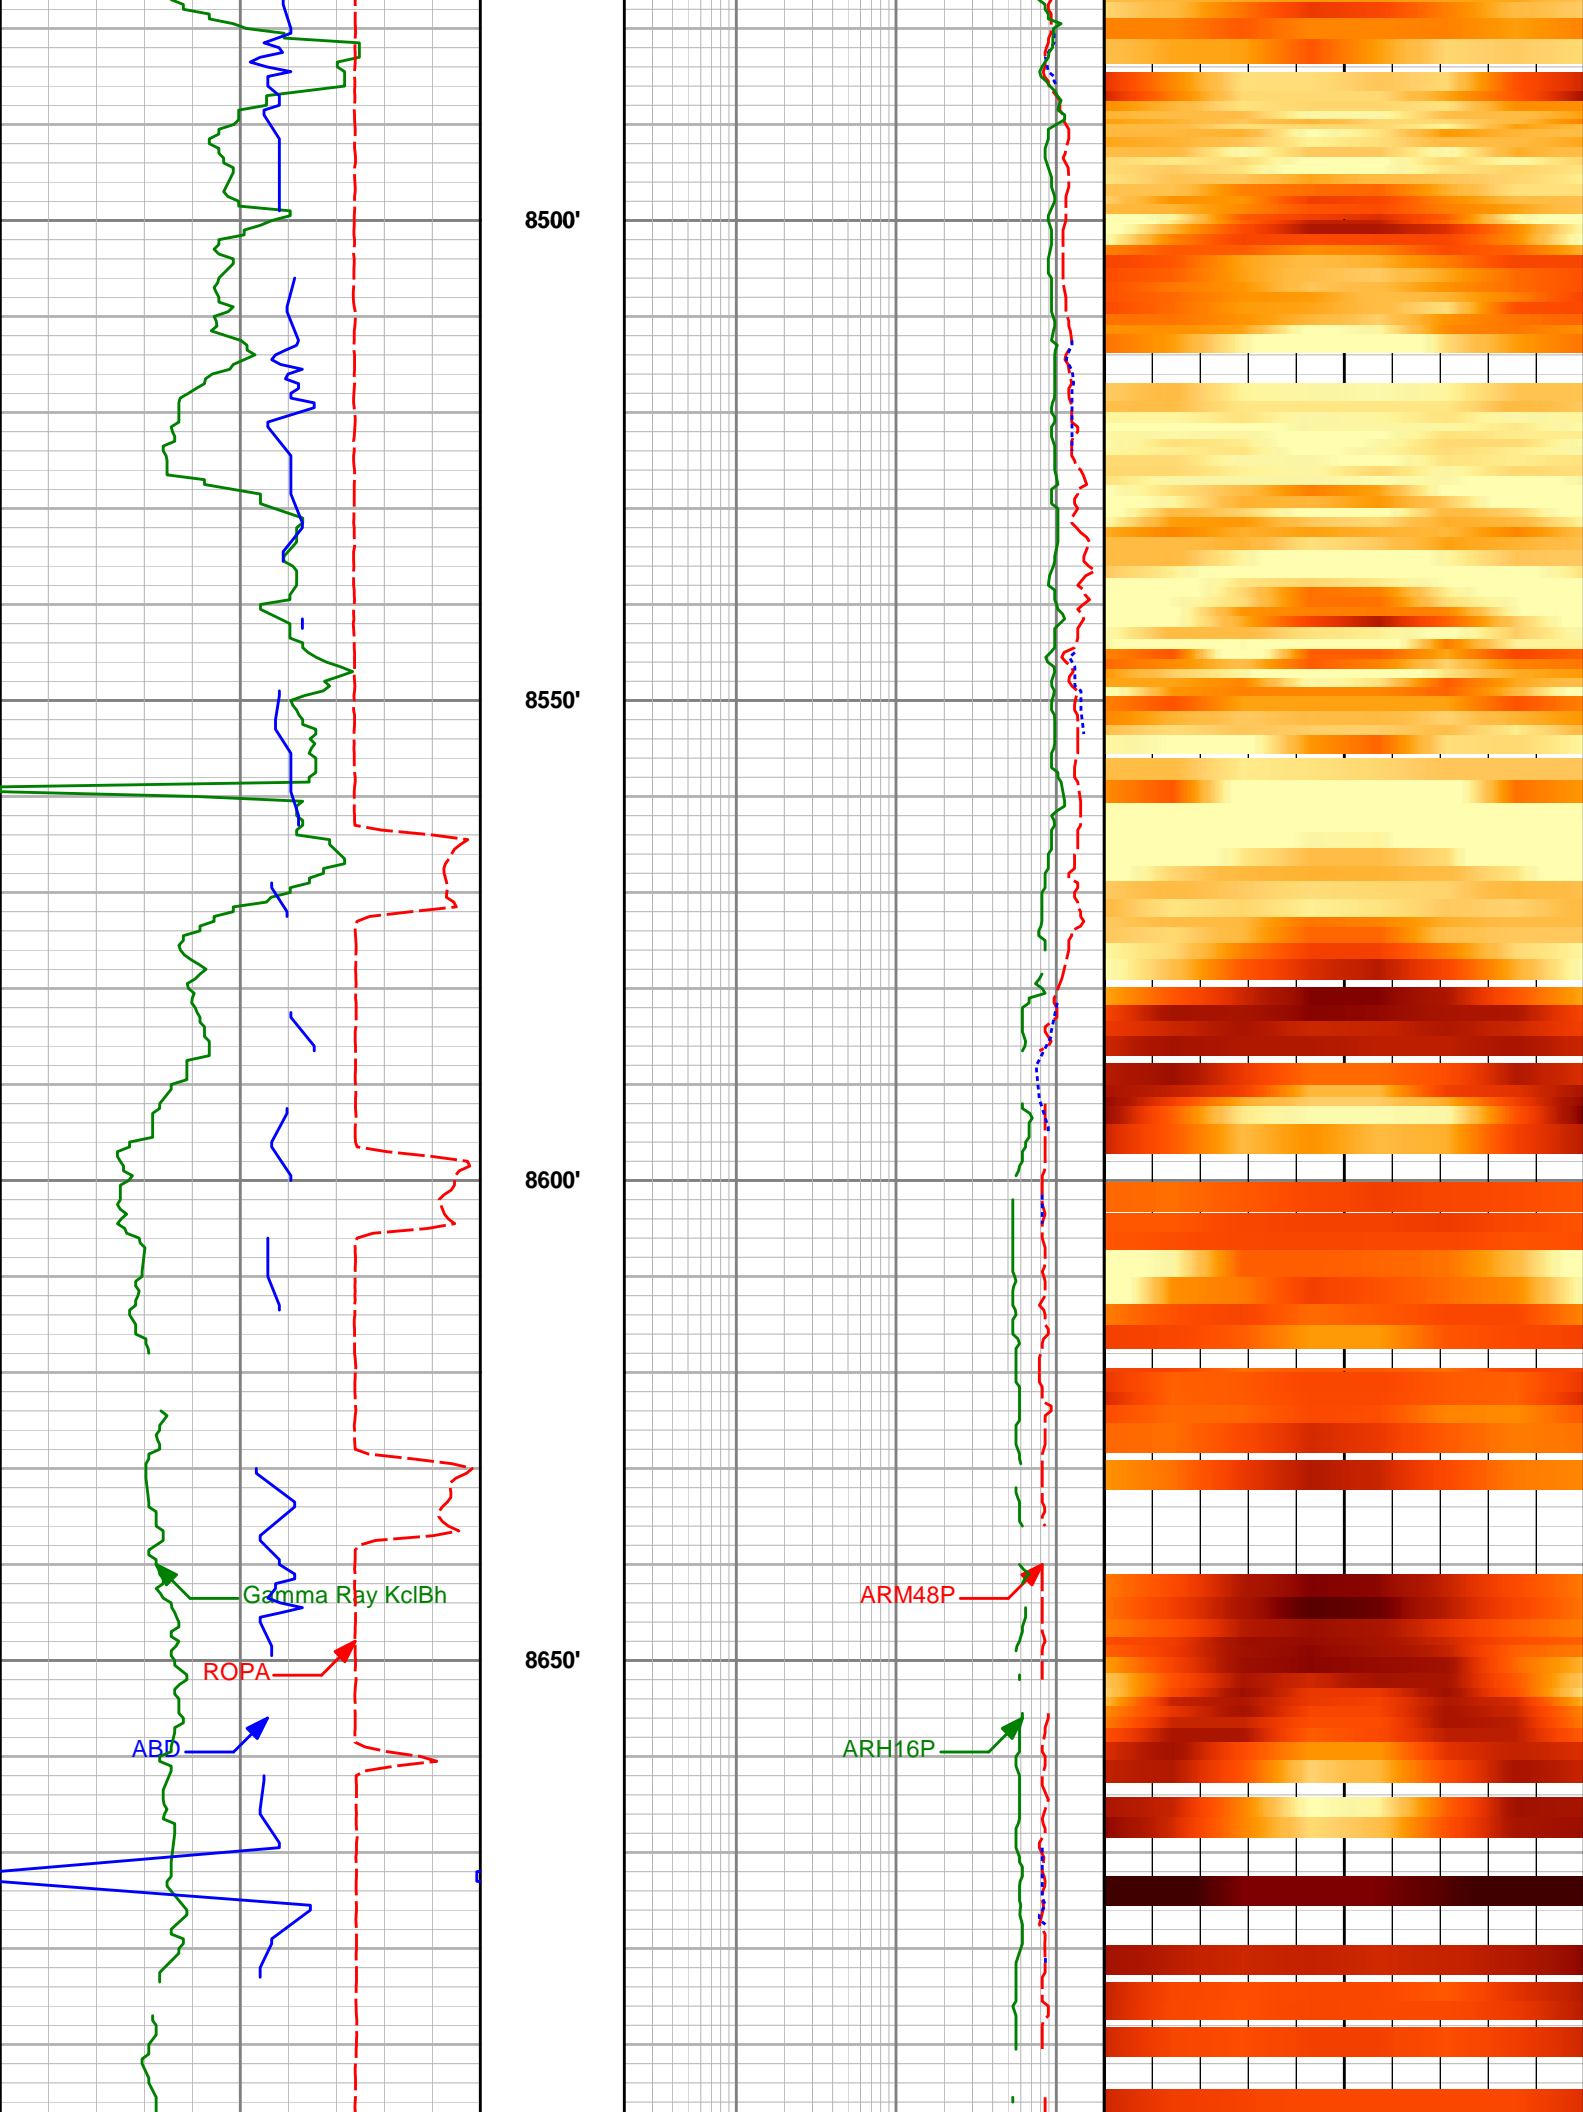 8500'
8550'
8600'
Gamma Ray KclBh
ARM48P
8650'
ROPA
ABD
ARH16P